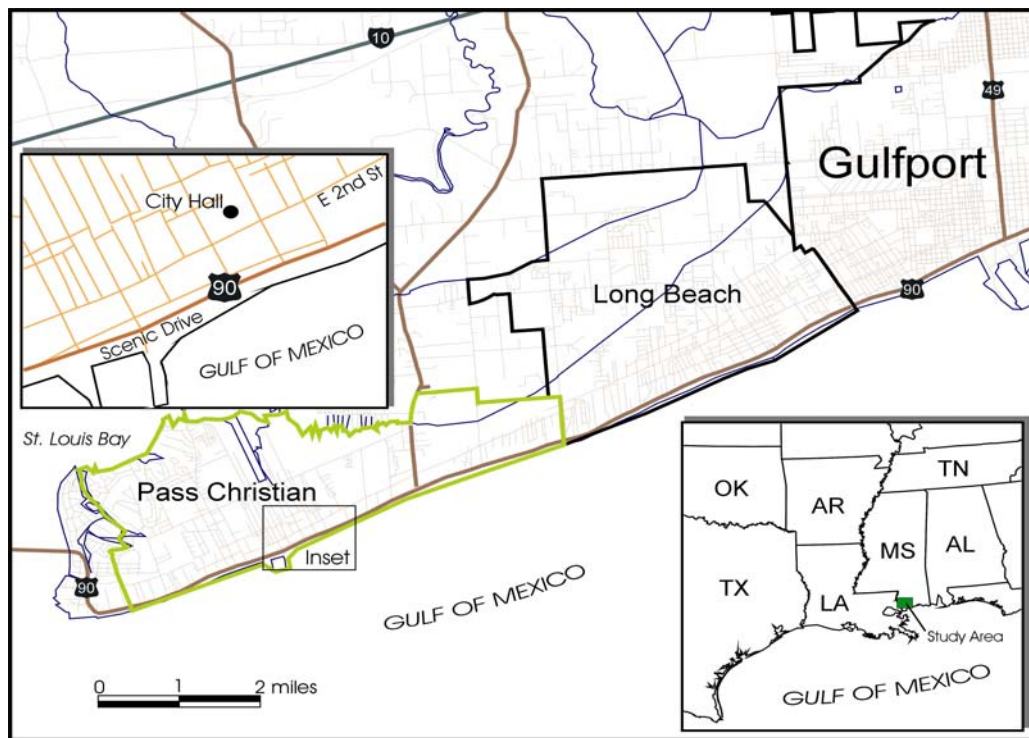 10
49
Gulfport
City Hall
E 2nd St
90
Scenic Drive
GULF OF MEXICO
Long Beach
90
St. Louis Bay
Pass Christian
Inset
90
GULF OF MEXICO
0 1 2 miles
OK
AR
TN
MS
AL
TX
LA
Study Area
GULF OF MEXICO